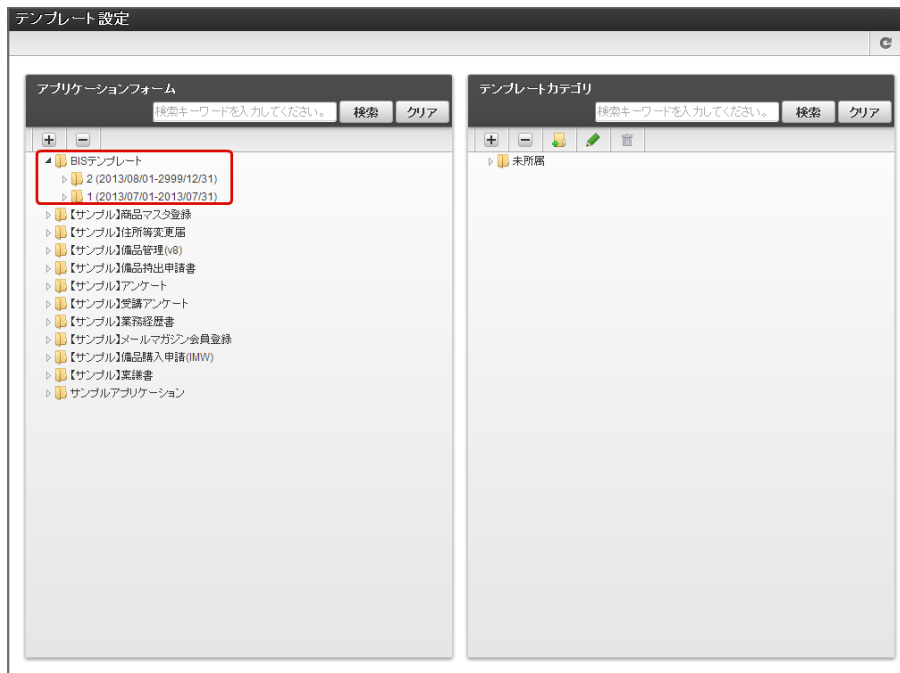 テンプレート設定
アプリケーションフォーム
検索キーワードを入力してください。 検索 クリア
BISテンプレート
2 (2013/08/01-2999/12/31)
1 (2013/07/01-2013/07/31)
【サンプル】商品マスタ登録
【サンプル】住所等変更届
【サンプル】備品管理(v8)
【サンプル】備品持出申請書
【サンプル】アンケート
【サンプル】受講アンケート
【サンプル】業務経歴書
【サンプル】メールマガジン会員登録
【サンプル】備品購入申請(IMW)
【サンプル】稟議書
サンプルアプリケーション
テンプレートカテゴリ
検索キーワードを入力してください。 検索 クリア
未所属